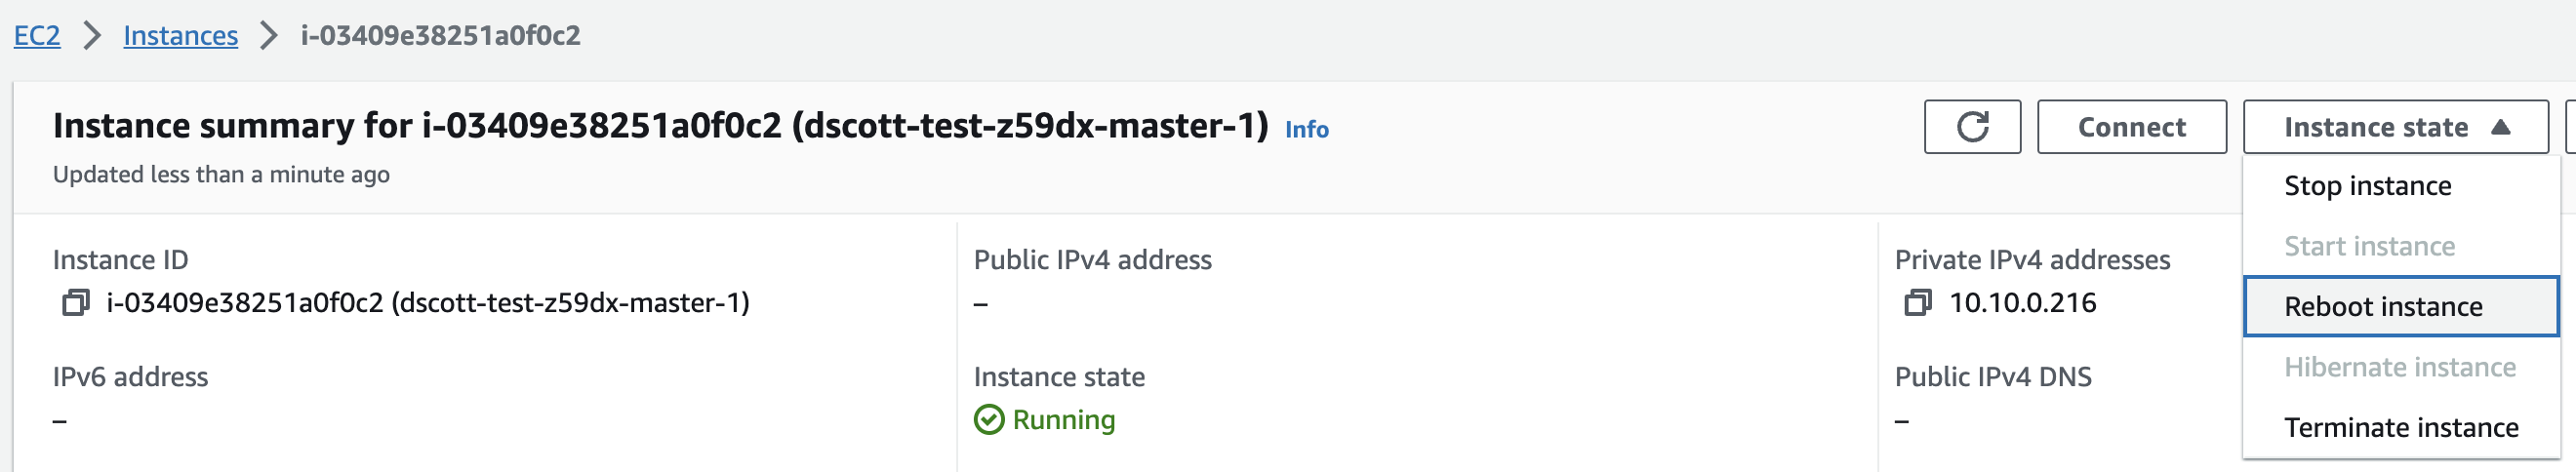 EC2 > Instances > i-03409e38251a0f0c2
Instance summary for i-03409e38251a0f0c2 (dscott-test-z59dx-master-1) Info
Updated less than a minute ago
Connect
Instance state
Stop instance
Start instance
Reboot instance
Hibernate instance
Terminate instance
Instance ID
i-03409e38251a0f0c2 (dscott-test-z59dx-master-1)
Public IPv4 address
–
Private IPv4 addresses
10.10.0.216
IPv6 address
–
Instance state
Running
Public IPv4 DNS
–